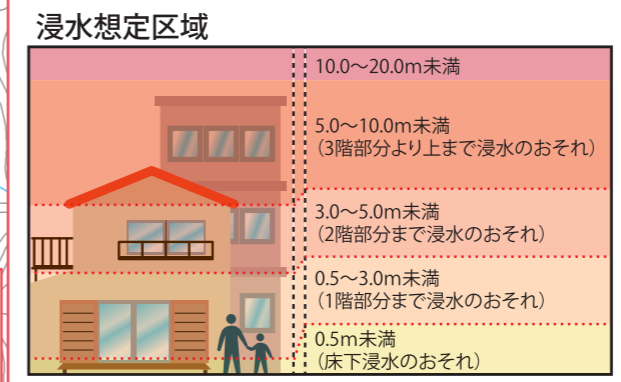 浸水想定区域
10.0～20.0m未満
5.0～10.0m未満
（3階部分より上まで浸水のおそれ）
3.0～5.0m未満
（2階部分まで浸水のおそれ）
0.5～3.0m未満
（1階部分まで浸水のおそれ）
0.5m未満
（床下浸水のおそれ）